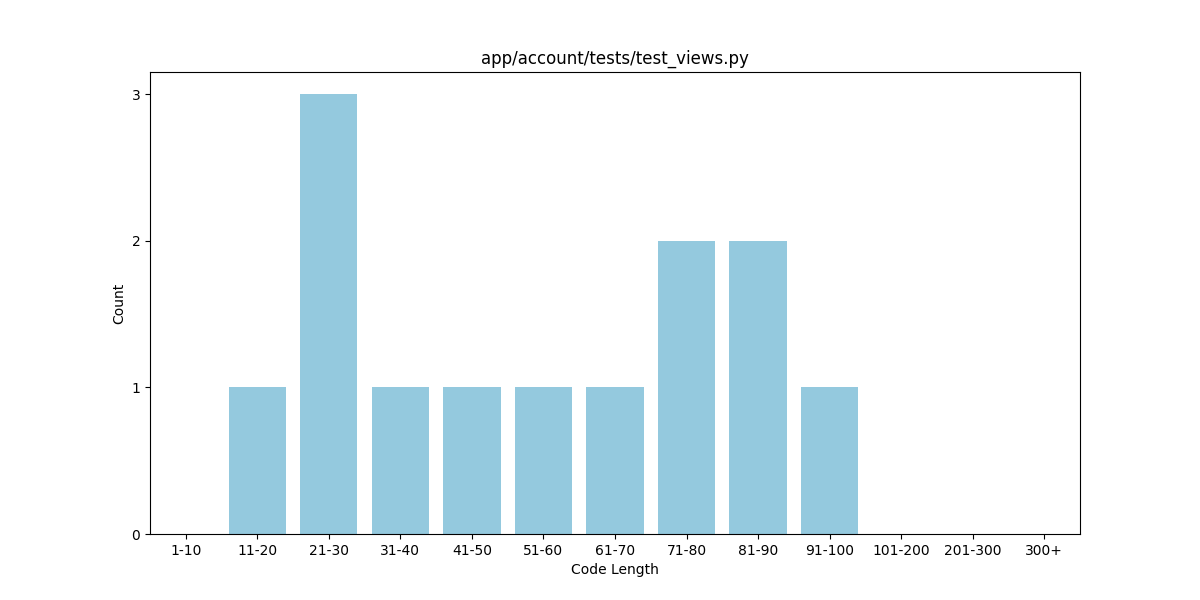 app/account/tests/test_views.py
3
2
1
0
Count
1-10 11-20 21-30 31-40 41-50 51-60 61-70 71-80 81-90 91-100 101-200 201-300 300+
Code Length